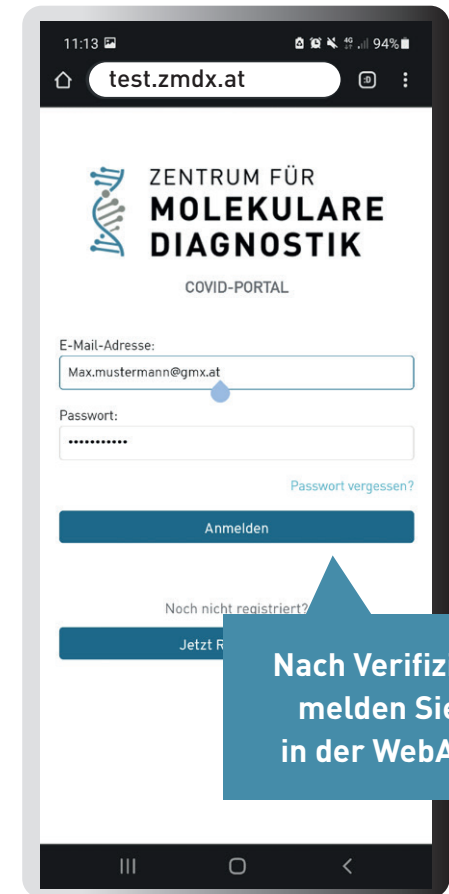 11:13 94%
test.zmdx.at
ZENTRUM FÜR
MOLEKULARE
DIAGNOSTIK
COVID-PORTAL
E-Mail-Adresse:
Max.mustermann@gmx.at
Passwort:
•••••••••••
Passwort vergessen?
Anmelden
Noch nicht registriert?
Jetzt
Nach
melden Sie
in der